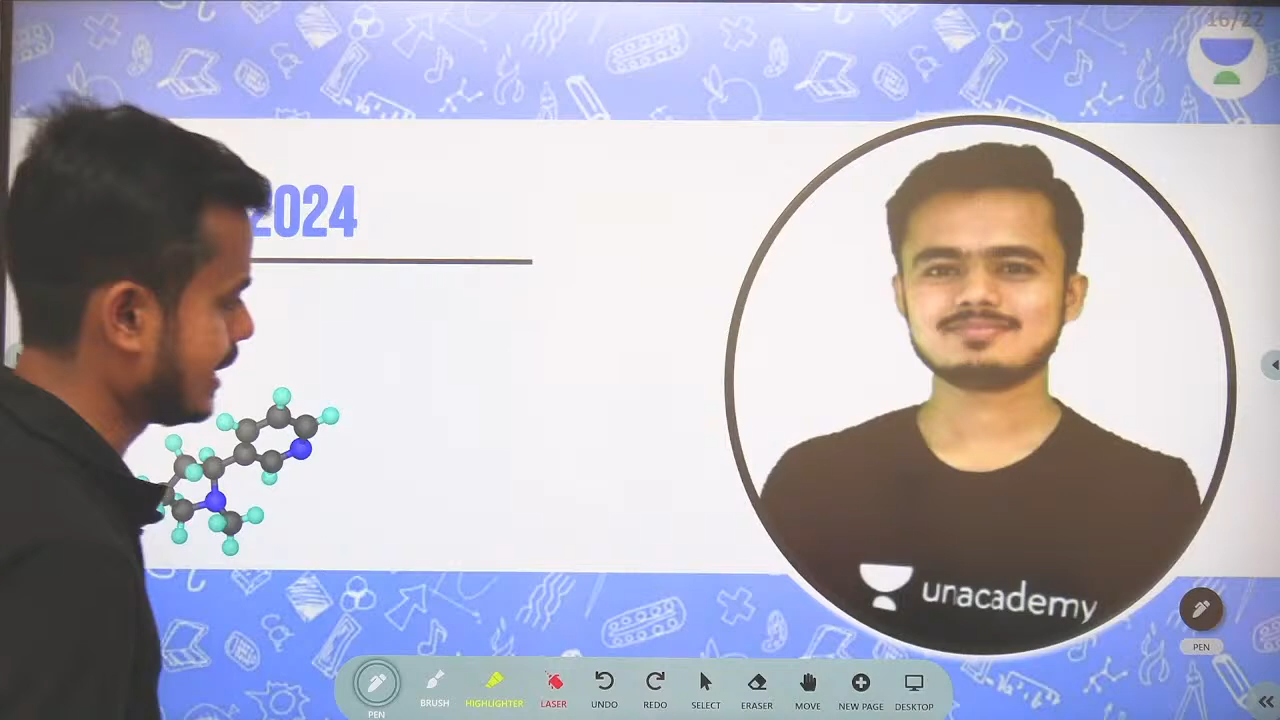 16/22
2024
unacademy
PEN
PEN
BRUSH
HIGHLIGHTER
LASER
UNDO
REDO
SELECT
ERASER
MOVE
NEW PAGE
DESKTOP